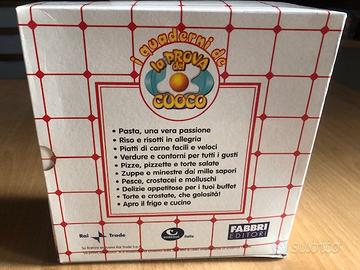 i quaderni de
la PROVA
del
CUOCO
• Pasta, una vera passione
• Riso e risotti in allegria
• Piatti di carne facili e veloci
• Verdure e contorni per tutti i gusti
• Pizze, pizzette e torte salate
• Zuppe e minestre dai mille sapori
• Pesce, crostacei e molluschi
• Delizie appetitose per i tuoi buffet
• Torte e crostate, che golosità!
• Apro il frigo e cucino
Rai Trade
FABBRI
EDITORI
subito.it